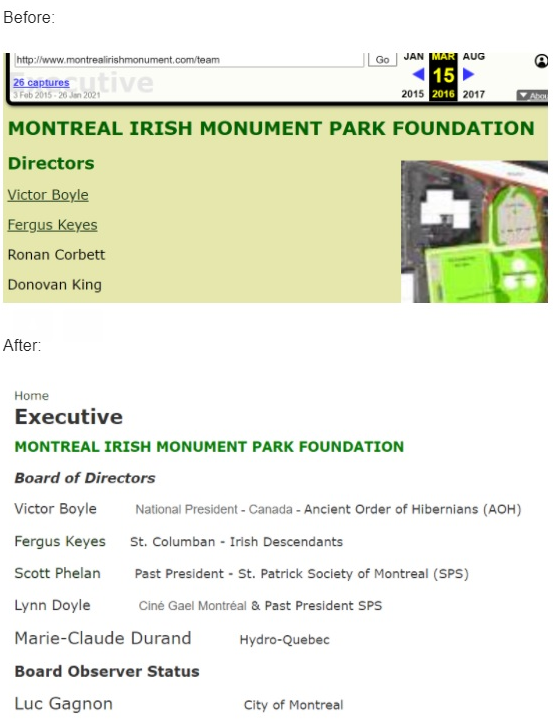 Before:
http://www.montrealirishmonument.com/team Go JAN MAR AUG
Executive
26 captures 15
3 Feb 2015 - 26 Jan 2021 2015 2016 2017 Abou
MONTREAL IRISH MONUMENT PARK FOUNDATION
Directors
Victor Boyle
Fergus Keyes
Ronan Corbett
Donovan King
After:
Home
Executive
MONTREAL IRISH MONUMENT PARK FOUNDATION
Board of Directors
Victor Boyle National President - Canada - Ancient Order of Hibernians (AOH)
Fergus Keyes St. Columban - Irish Descendants
Scott Phelan Past President - St. Patrick Society of Montreal (SPS)
Lynn Doyle Ciné Gael Montréal & Past President SPS
Marie-Claude Durand Hydro-Quebec
Board Observer Status
Luc Gagnon City of Montreal